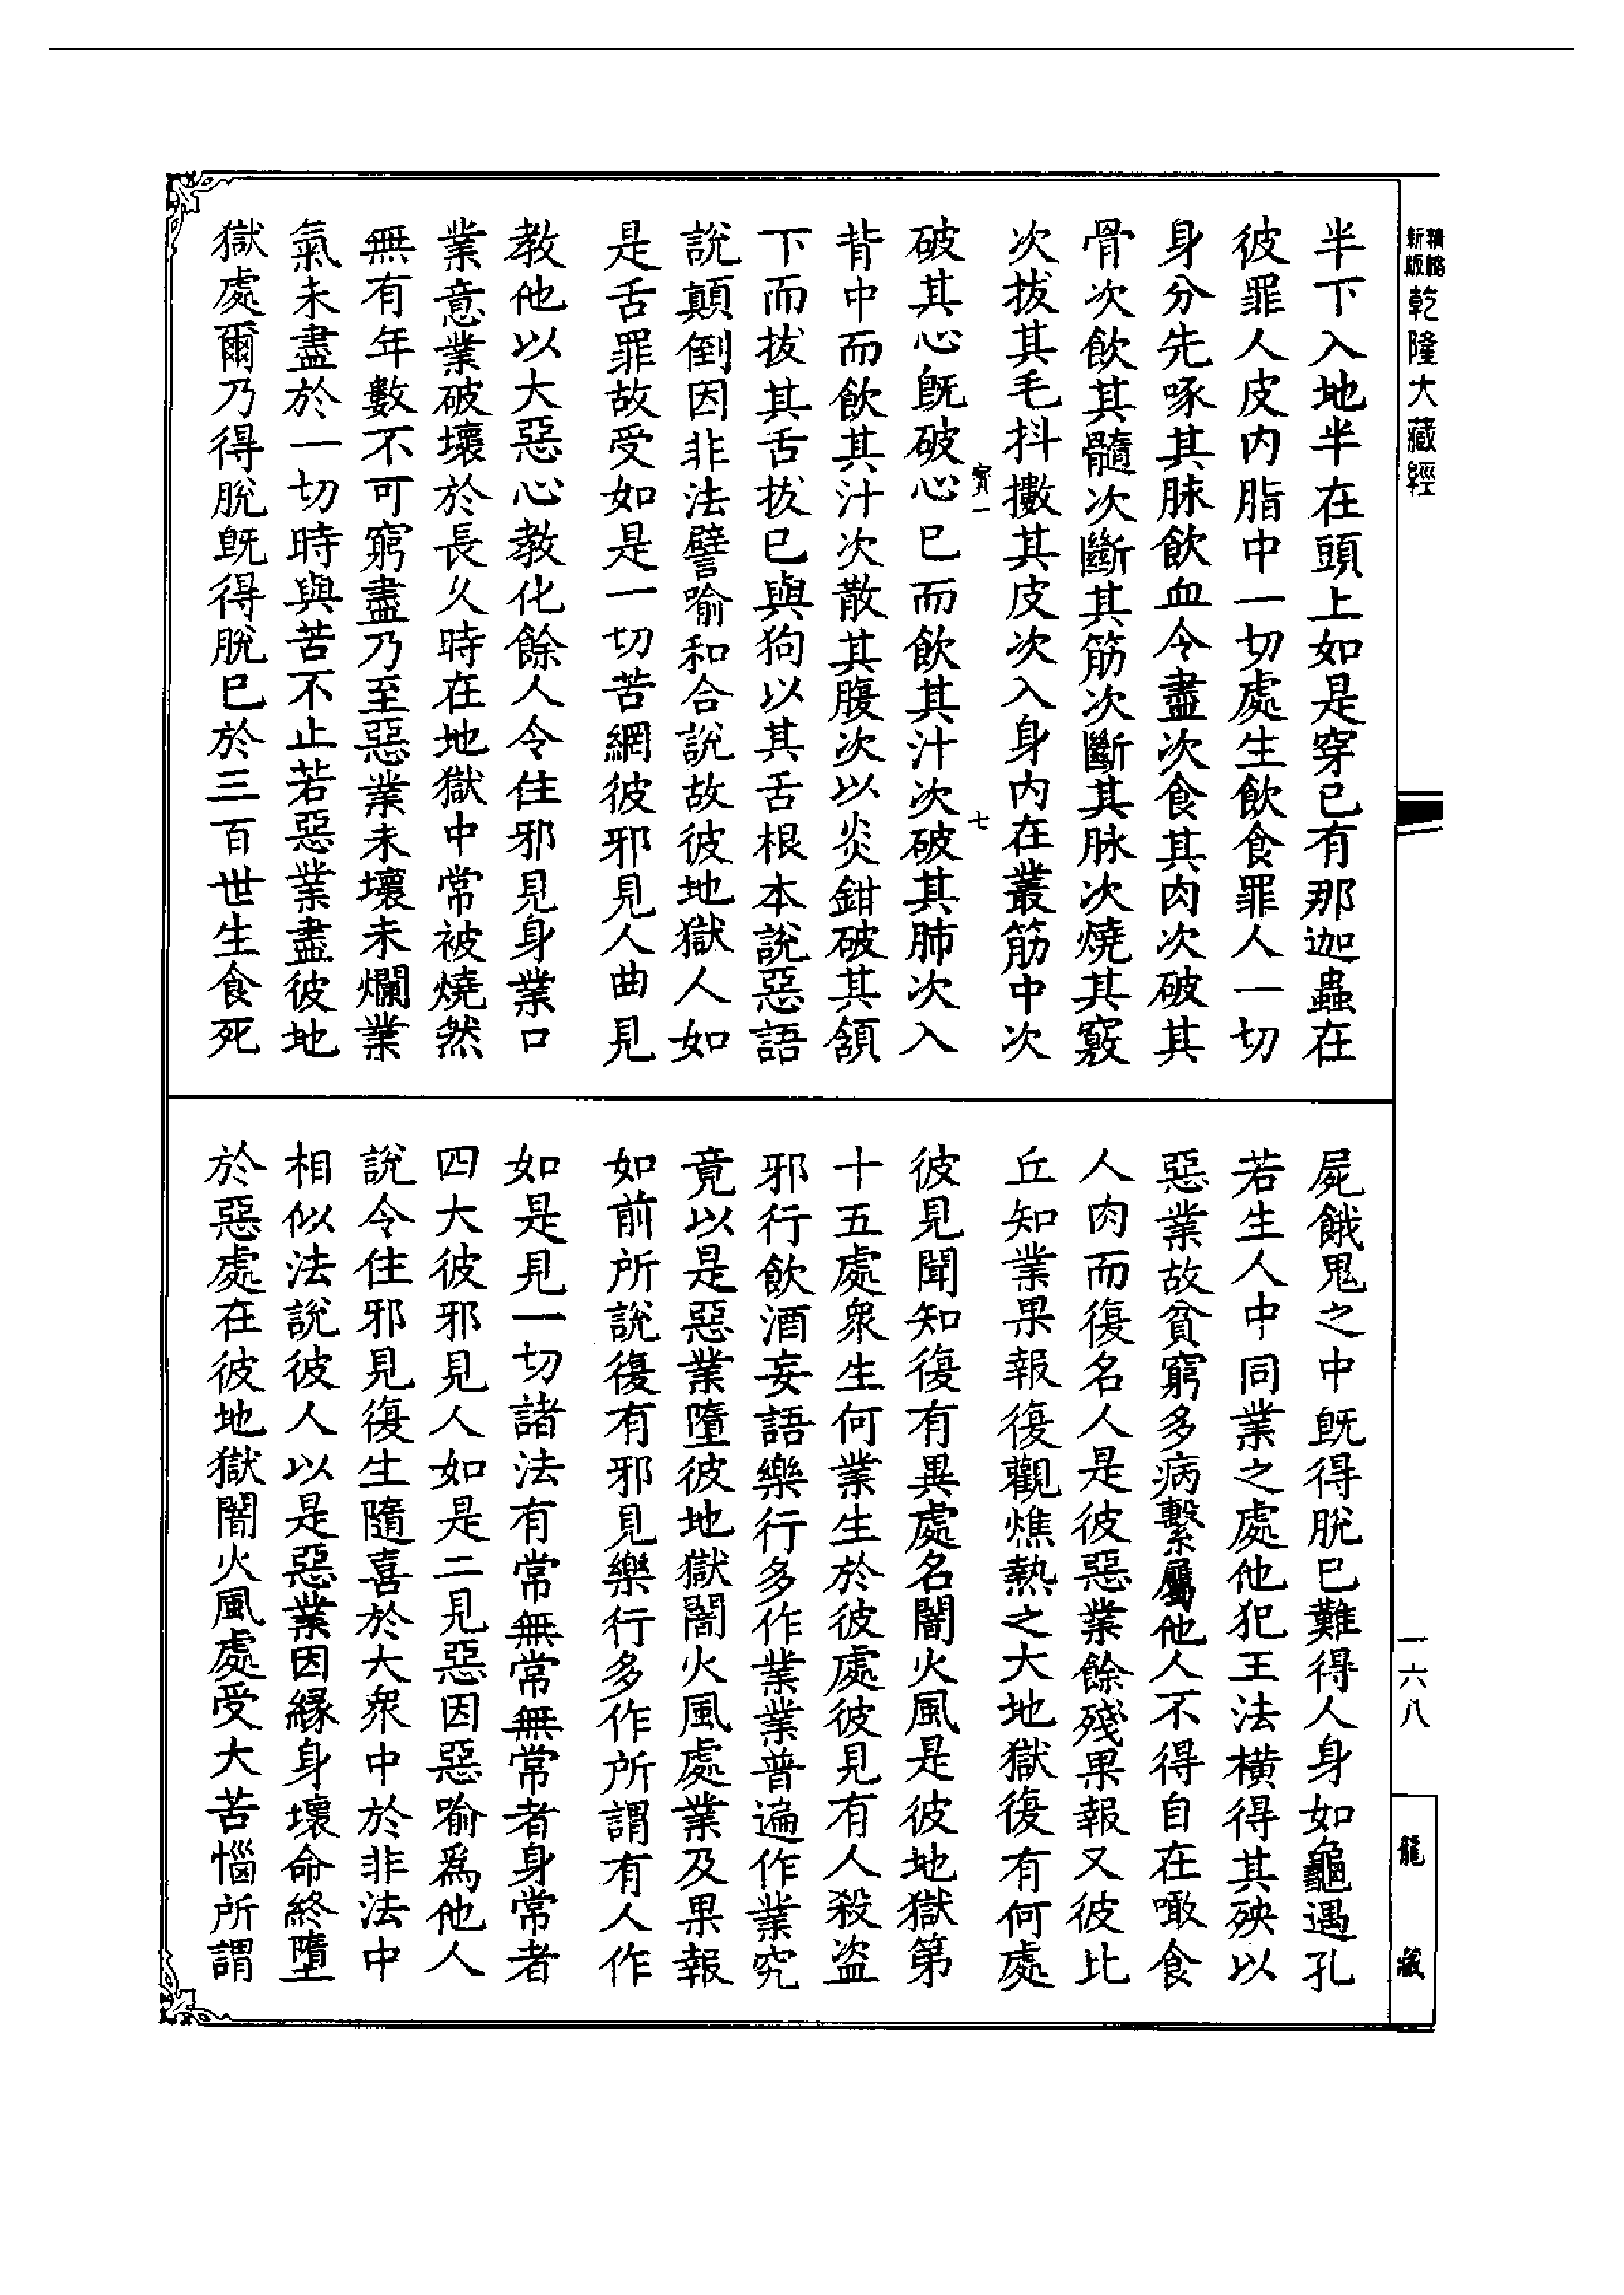 新版
乾隆大藏經
半下入地半在頭上如是穿已有那迦蟲在
彼罪人皮内脂中一切處生飲食罪人一切
身分先啄其脉飲血令盡次食其肉次破其
骨次飲其髓次斷其筋次斷其脉次燒其竅
次拔其毛抖擻其皮次入身内在叢筋中次
寳一
七
破其心旣破心已而飲其汁次破其肺次入
背中而飲其汁次散其腹次以炎鉗破其頷
下而拔其舌拔已與狗以其舌根本說惡語
說顛倒因非法譬喻和合說故彼地獄人如
是舌罪故受如是一切苦網彼邪見人曲見
教他以大惡心教化餘人令住邪見身業口
業意業破壞於長久時在地獄中常被燒然
無有年數不可窮盡乃至惡業未壞未爛業
氣未盡於一切時與苦不止若惡業盡彼地
獄處爾乃得脫旣得脫已於三百世生食死
屍餓鬼之中旣得脫已難得人身如龜遇孔
若生人中同業之處他犯王法橫得其殃以
惡業故貧窮多病繫屬他人不得自在噉食
人肉而復名人是彼惡業餘殘果報又彼比
丘知業果報復觀燋熱之大地獄復有何處
彼見聞知復有異處名闇火風是彼地獄第
十五處衆生何業生於彼處彼見有人殺盜
邪行飲酒妄語樂行多作業業普遍作業究
竟以是惡業墮彼地獄闇火風處業及果報
如前所說復有邪見樂行多作所謂有人作
如是見一切諸法有常無常無常者身常者
四大彼邪見人如是二見惡因惡喻爲他人
說令住邪見復生隨喜於大衆中於非法中
相似法說彼人以是惡業因緣身壞命終墮
於惡處在彼地獄闇火風處受大苦惱所謂
一六八
龍藏